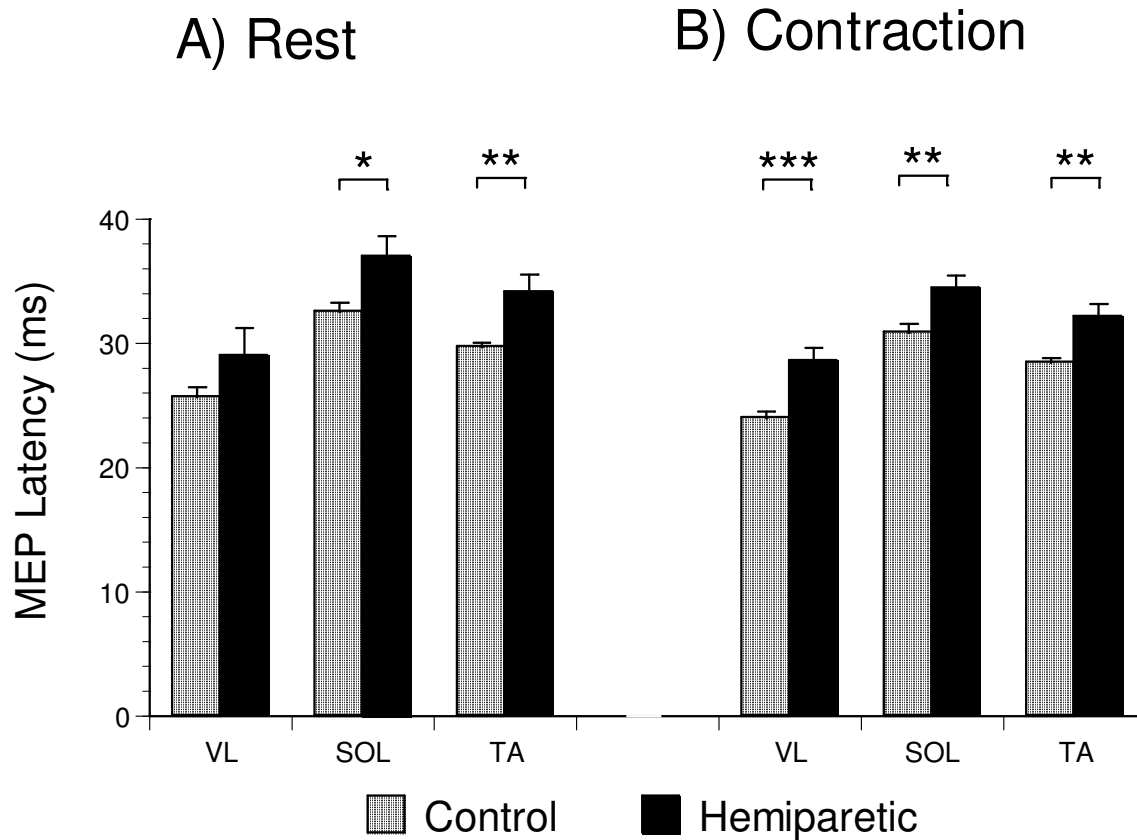 A) Rest
B) Contraction
* ** *** ** **
MEP Latency (ms)
40
30
20
10
0
VL SOL TA VL SOL TA
Control Hemiparetic